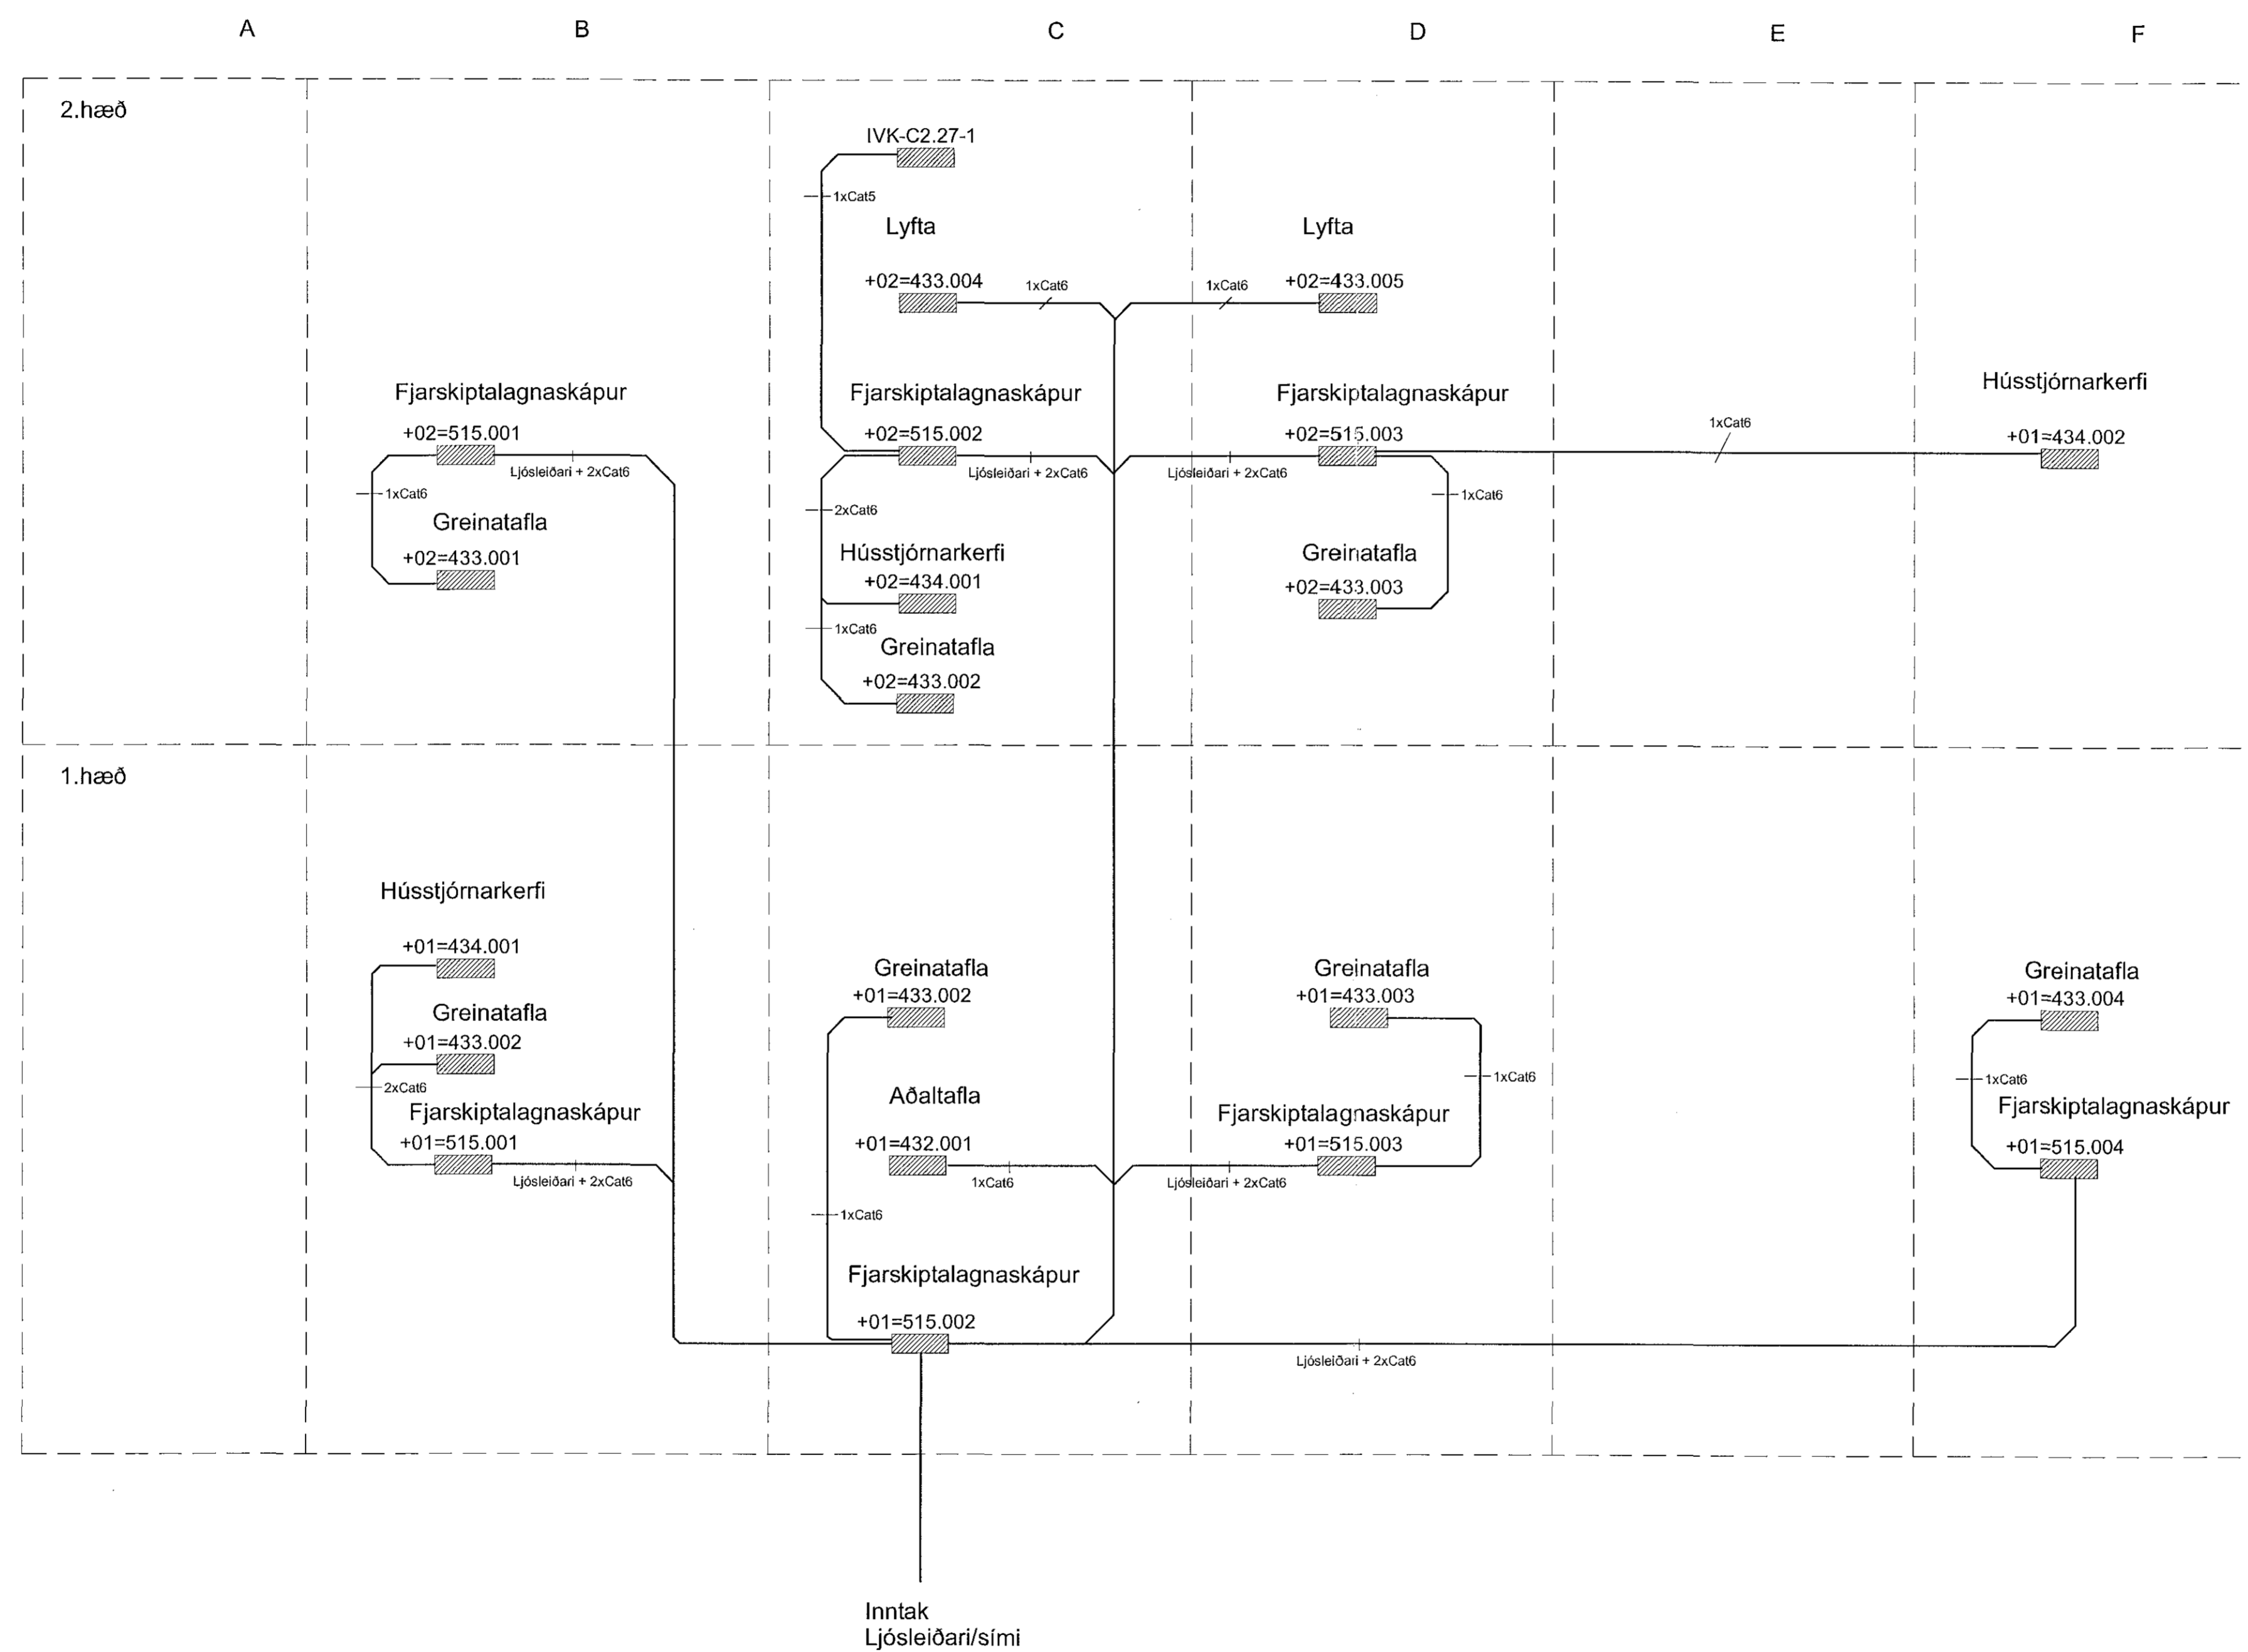 A
B
C
D
E
F
2.hæð
IVK-C2.27-1
1xCat5
Lyfta
+02=433.004
1xCat6
1xCat6
Lyfta
+02=433.005
Fjarskiptalagnaskápur
+02=515.001
Ljósleiðari + 2xCat6
1xCat6
Greinatafla
+02=433.001
Fjarskiptalagnaskápur
+02=515.002
Ljósleiðari + 2xCat6
2xCat6
Hússtjórnarkerfi
+02=434.001
1xCat6
Greinatafla
+02=433.002
Fjarskiptalagnaskápur
+02=515.003
Ljósleiðari + 2xCat6
1xCat6
Greinatafla
+02=433.003
1xCat6
Hússtjórnarkerfi
+01=434.002
1.hæð
Hússtjórnarkerfi
+01=434.001
Greinatafla
+01=433.002
2xCat6
Fjarskiptalagnaskápur
+01=515.001
Ljósleiðari + 2xCat6
Greinatafla
+01=433.002
Aðaltafla
+01=432.001
1xCat6
1xCat6
Fjarskiptalagnaskápur
+01=515.002
Greinatafla
+01=433.003
1xCat6
Fjarskiptalagnaskápur
+01=515.003
Ljósleiðari + 2xCat6
Greinatafla
+01=433.004
1xCat6
Fjarskiptalagnaskápur
+01=515.004
Ljósleiðari + 2xCat6
Inntak
Ljósleiðari/sími